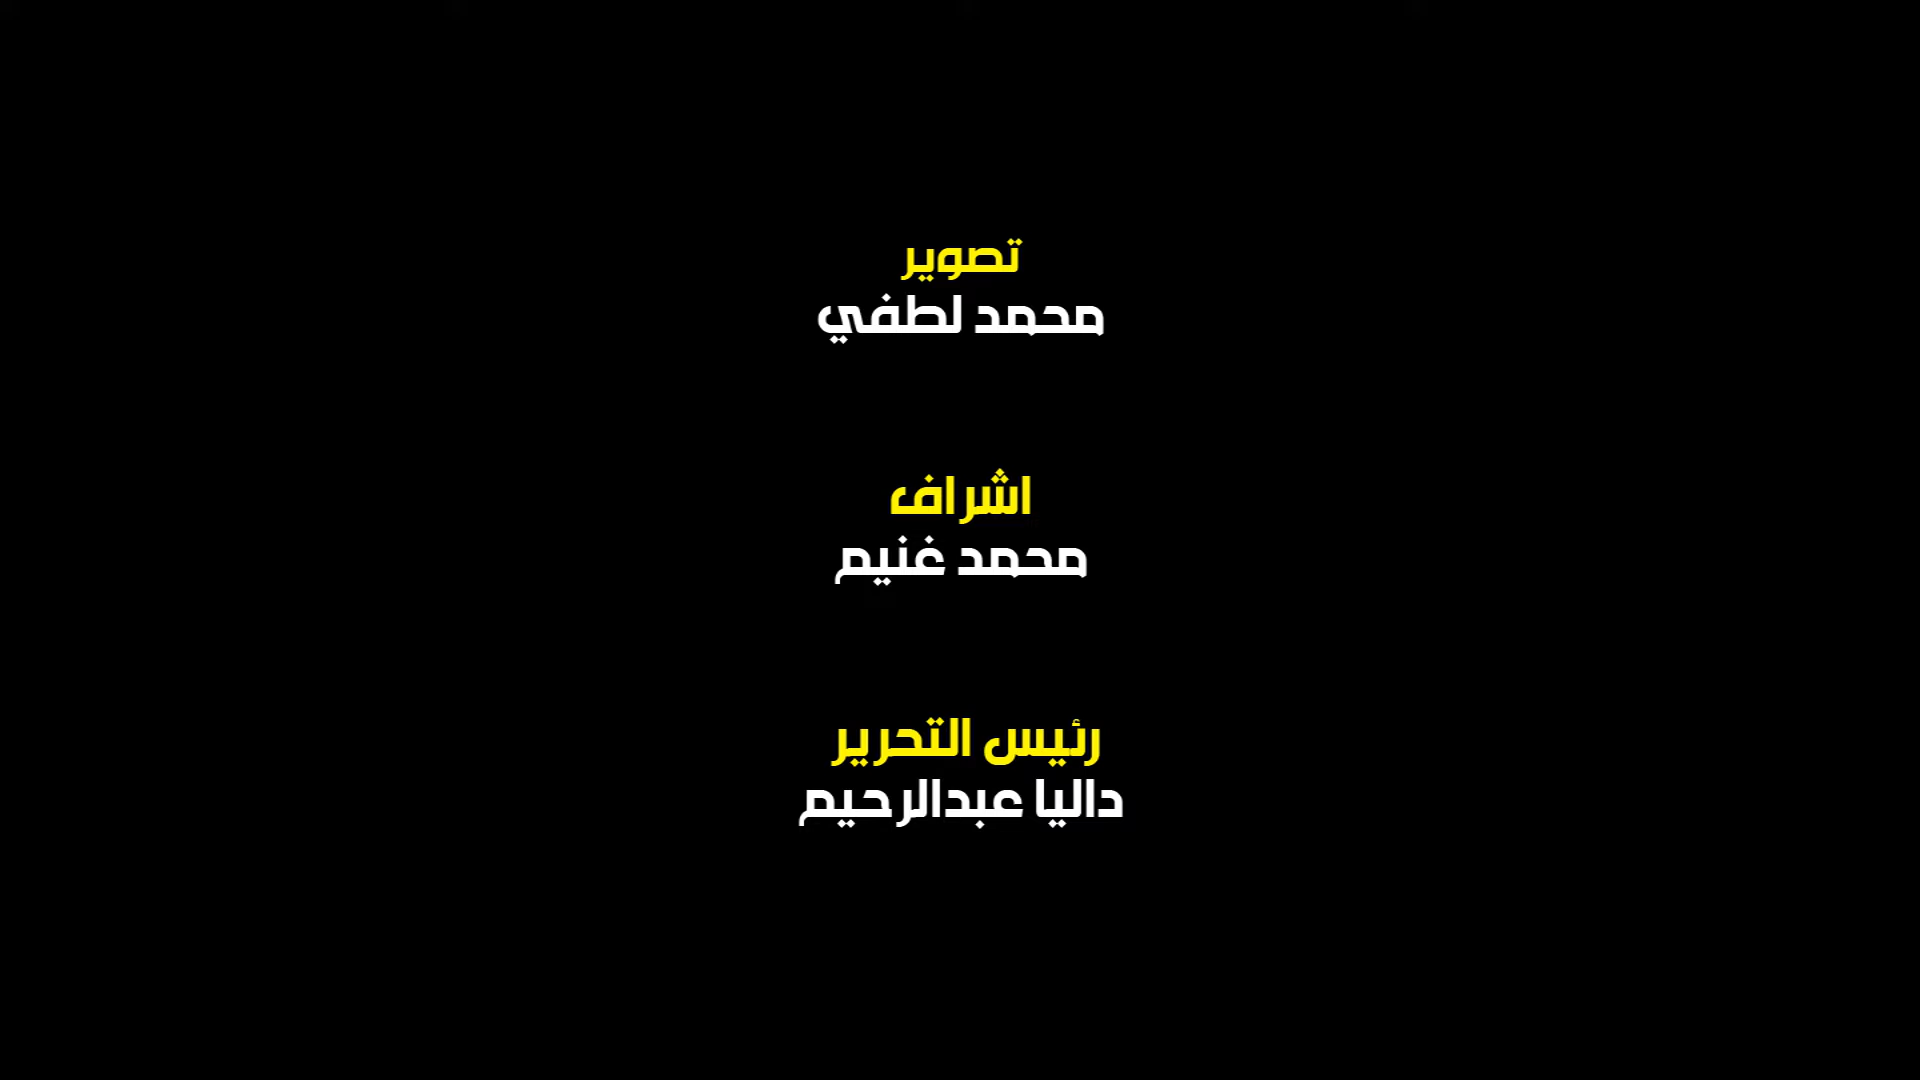 تصوير
محمد لطفي
اشراف
محمد غنيم
رئيس التحرير
داليا عبدالرحيم